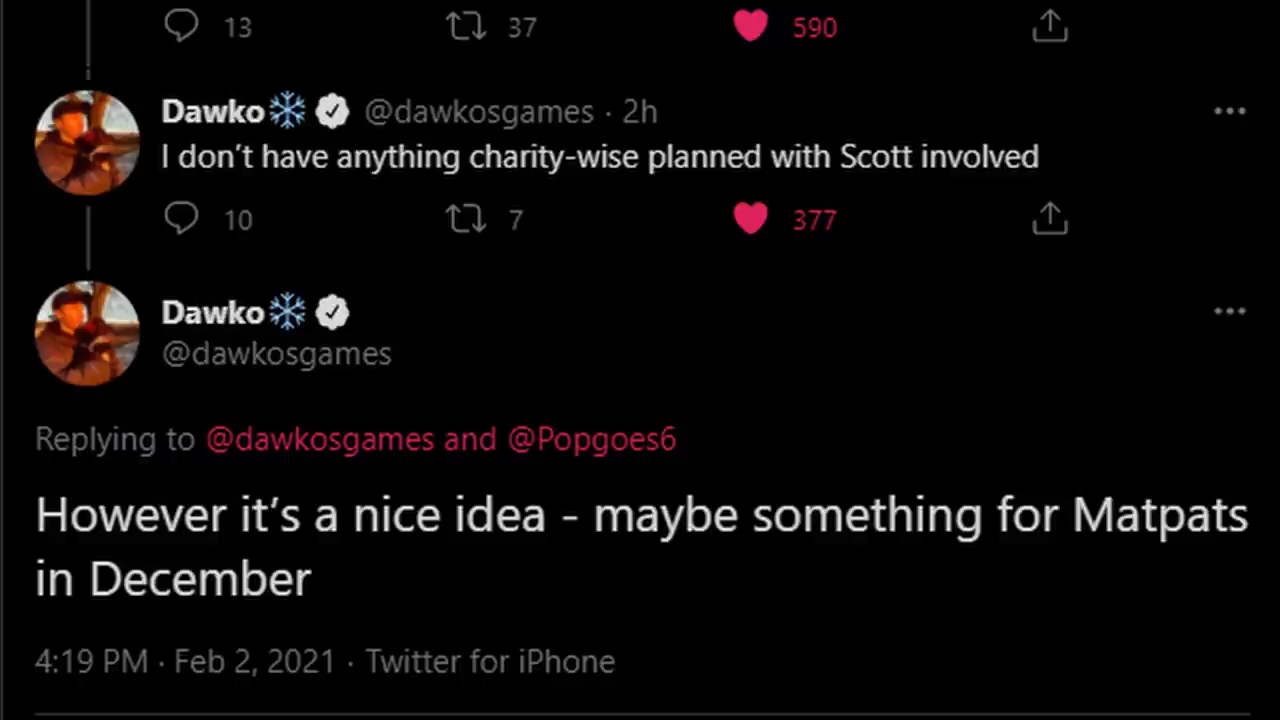 13 37 590
Dawko❄️ @dawkosgames · 2h
I don't have anything charity-wise planned with Scott involved
10 7 377
Dawko❄️
@dawkosgames
Replying to @dawkosgames and @Popgoes6
However it's a nice idea - maybe something for Matpats
in December
4:19 PM · Feb 2, 2021 · Twitter for iPhone